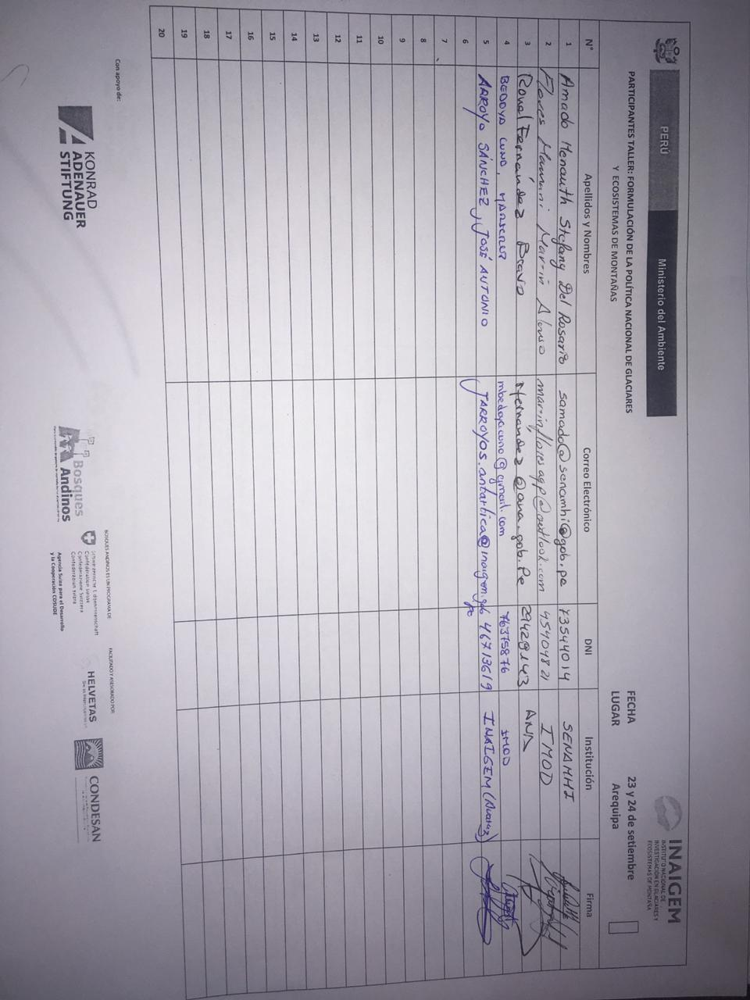 PERÚ Ministerio del Ambiente
INAIGEM
INSTITUTO NACIONAL DE
INVESTIGACIÓN EN GLACIARES Y
ECOSISTEMAS DE MONTAÑA
PARTICIPANTES TALLER: FORMULACIÓN DE LA POLÍTICA NACIONAL DE GLACIARES
Y ECOSISTEMAS DE MONTAÑAS
FECHA 23 y 24 de setiembre
LUGAR Arequipa
N° Apellidos y Nombres Correo Electrónico DNI Institución Firma
1 Amado Menauth Stefany Del Rosario samado@senamhi@gob.pe 43544014 SENAMHI
2 Flores Mamani Martín Alonso martinfloresagp@outlook.com 45404821 IMOD
3 Ronal Fernández Bravo rfernandez@ana.gob.pe 29429143 ANA
4 BEDOYA CUNO, mbedoyacuno@gmail.com 76375876 IMOD
5 ARROYO SÁNCHEZ, JOSÉ ANTONIO JARROYOS.antartica@inaigem.gob.pe 46713619 INAIGEM (Huaraz)
6
7
8
9
10
11
12
13
14
15
16
17
18
19
20
Con apoyo de:
KONRAD
ADENAUER
STIFTUNG
Bosques
Andinos
BOSQUES ANDINOS ES UN PROGRAMA DE:
Schweizerische Eidgenossenschaft
Confédération suisse
Confederazione Svizzera
Confederaziun svizra
Agencia Suiza para el Desarrollo
y la Cooperación COSUDE
FACILITADO Y ASESORADO POR:
HELVETAS
CONDESAN